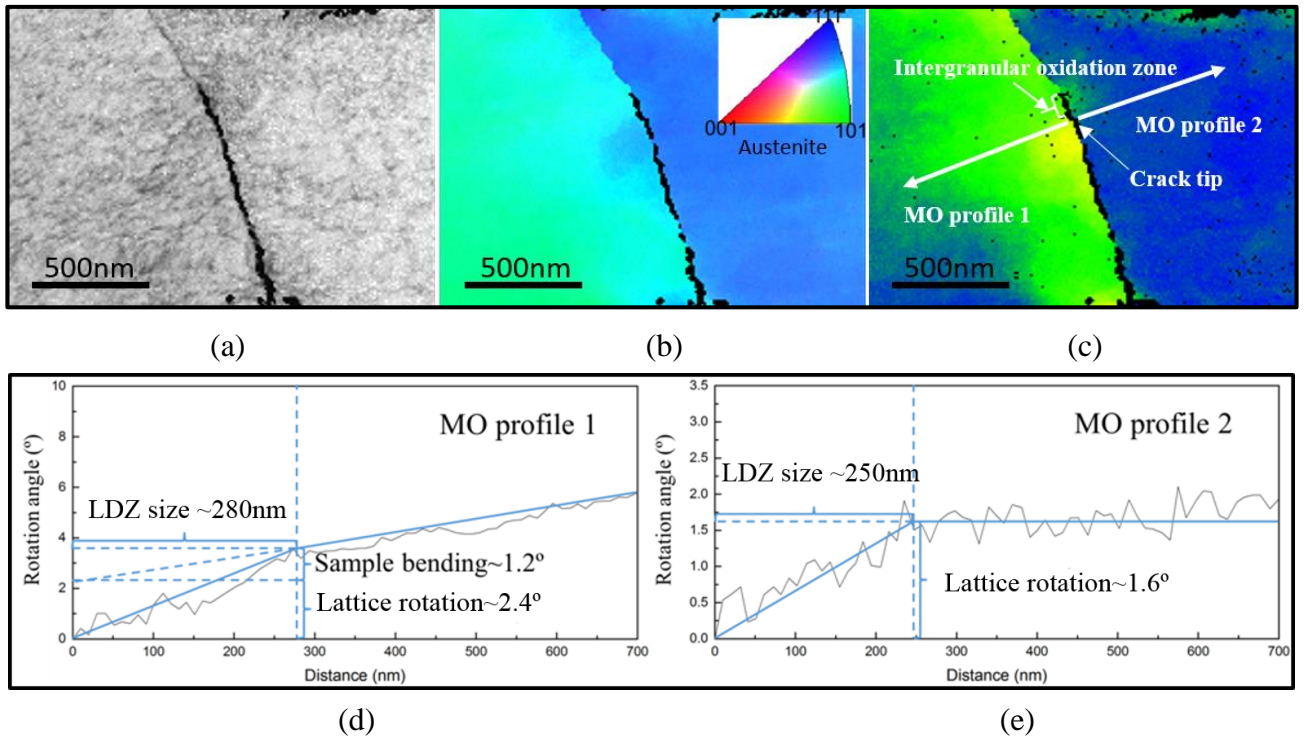 500nm
111
001
101
Austenite
500nm
Intergranular oxidation zone
MO profile 2
Crack tip
MO profile 1
500nm
(a)
(b)
(c)
MO profile 1
LDZ size ~280nm
Sample bending~1.2º
Lattice rotation~2.4º
Rotation angle (º)
10
8
6
4
2
0
0 100 200 300 400 500 600 700
Distance (nm)
MO profile 2
LDZ size ~250nm
Lattice rotation~1.6º
Rotation angle (º)
3.5
3.0
2.5
2.0
1.5
1.0
0.5
0.0
0 100 200 300 400 500 600 700
Distance (nm)
(d)
(e)